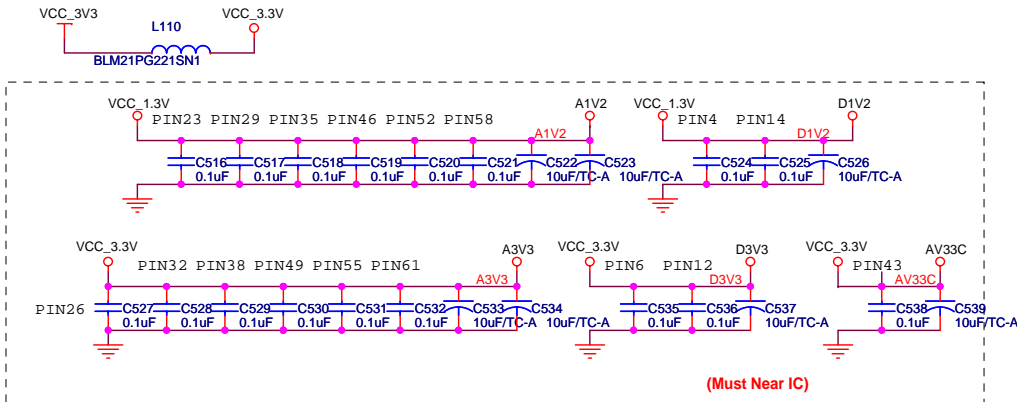 VCC_3V3 VCC_3.3V
L110
BLM21PG221SN1
VCC_1.3V A1V2 VCC_1.3V D1V2
PIN23 PIN29 PIN35 PIN46 PIN52 PIN58 PIN4 PIN14
A1V2 D1V2
C516 C517 C518 C519 C520 C521 C522 C523 C524 C525 C526
0.1uF 0.1uF 0.1uF 0.1uF 0.1uF 0.1uF 10uF/TC-A 10uF/TC-A 0.1uF 0.1uF 10uF/TC-A
VCC_3.3V A3V3 VCC_3.3V D3V3 VCC_3.3V AV33C
PIN32 PIN38 PIN49 PIN55 PIN61 PIN6 PIN12 PIN43
A3V3 D3V3 AV33C
PIN26 C527 C528 C529 C530 C531 C532 C533 C534 C535 C536 C537 C538 C539
0.1uF 0.1uF 0.1uF 0.1uF 0.1uF 0.1uF 10uF/TC-A 10uF/TC-A 0.1uF 0.1uF 10uF/TC-A 0.1uF 10uF/TC-A
(Must Near IC)